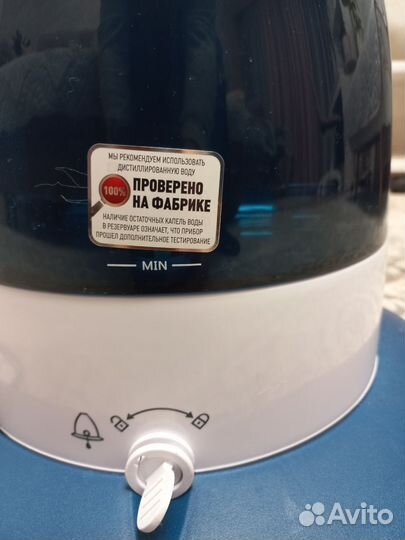 МЫ РЕКОМЕНДУЕМ ИСПОЛЬЗОВАТЬ
ДИСТИЛЛИРОВАННУЮ ВОДУ
100%
ПРОВЕРЕНО
НА ФАБРИКЕ
НАЛИЧИЕ ОСТАТОЧНЫХ КАПЕЛЬ ВОДЫ
В РЕЗЕРВУАРЕ ОЗНАЧАЕТ, ЧТО ПРИБОР
ПРОШЕЛ ДОПОЛНИТЕЛЬНОЕ ТЕСТИРОВАНИЕ
MIN
Avito